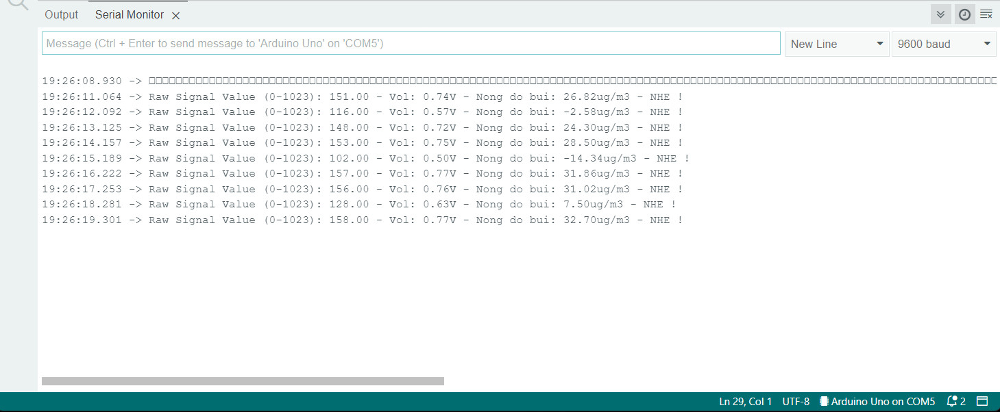 Output Serial Monitor
Message (Ctrl + Enter to send message to 'Arduino Uno' on 'COM5') New Line 9600 baud
19:26:08.930 ->
19:26:11.064 -> Raw Signal Value (0-1023): 151.00 - Vol: 0.74V - Nong do bui: 26.82ug/m3 - NHE !
19:26:12.092 -> Raw Signal Value (0-1023): 116.00 - Vol: 0.57V - Nong do bui: -2.58ug/m3 - NHE !
19:26:13.125 -> Raw Signal Value (0-1023): 148.00 - Vol: 0.72V - Nong do bui: 24.30ug/m3 - NHE !
19:26:14.157 -> Raw Signal Value (0-1023): 153.00 - Vol: 0.75V - Nong do bui: 28.50ug/m3 - NHE !
19:26:15.189 -> Raw Signal Value (0-1023): 102.00 - Vol: 0.50V - Nong do bui: -14.34ug/m3 - NHE !
19:26:16.222 -> Raw Signal Value (0-1023): 157.00 - Vol: 0.77V - Nong do bui: 31.86ug/m3 - NHE !
19:26:17.253 -> Raw Signal Value (0-1023): 156.00 - Vol: 0.76V - Nong do bui: 31.02ug/m3 - NHE !
19:26:18.281 -> Raw Signal Value (0-1023): 128.00 - Vol: 0.63V - Nong do bui: 7.50ug/m3 - NHE !
19:26:19.301 -> Raw Signal Value (0-1023): 158.00 - Vol: 0.77V - Nong do bui: 32.70ug/m3 - NHE !
Ln 29, Col 1 UTF-8 Arduino Uno on COM5 2